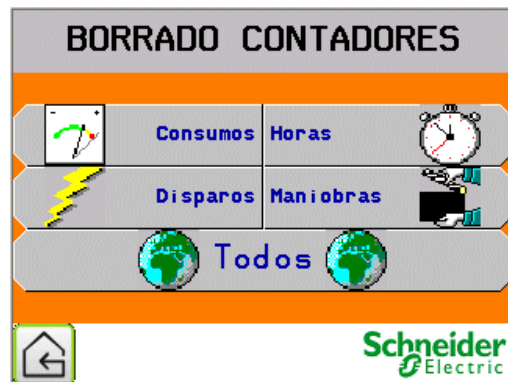 BORRADO CONTADORES
Consumos
Horas
Disparos
Maniobras
Todos
Schneider
Electric